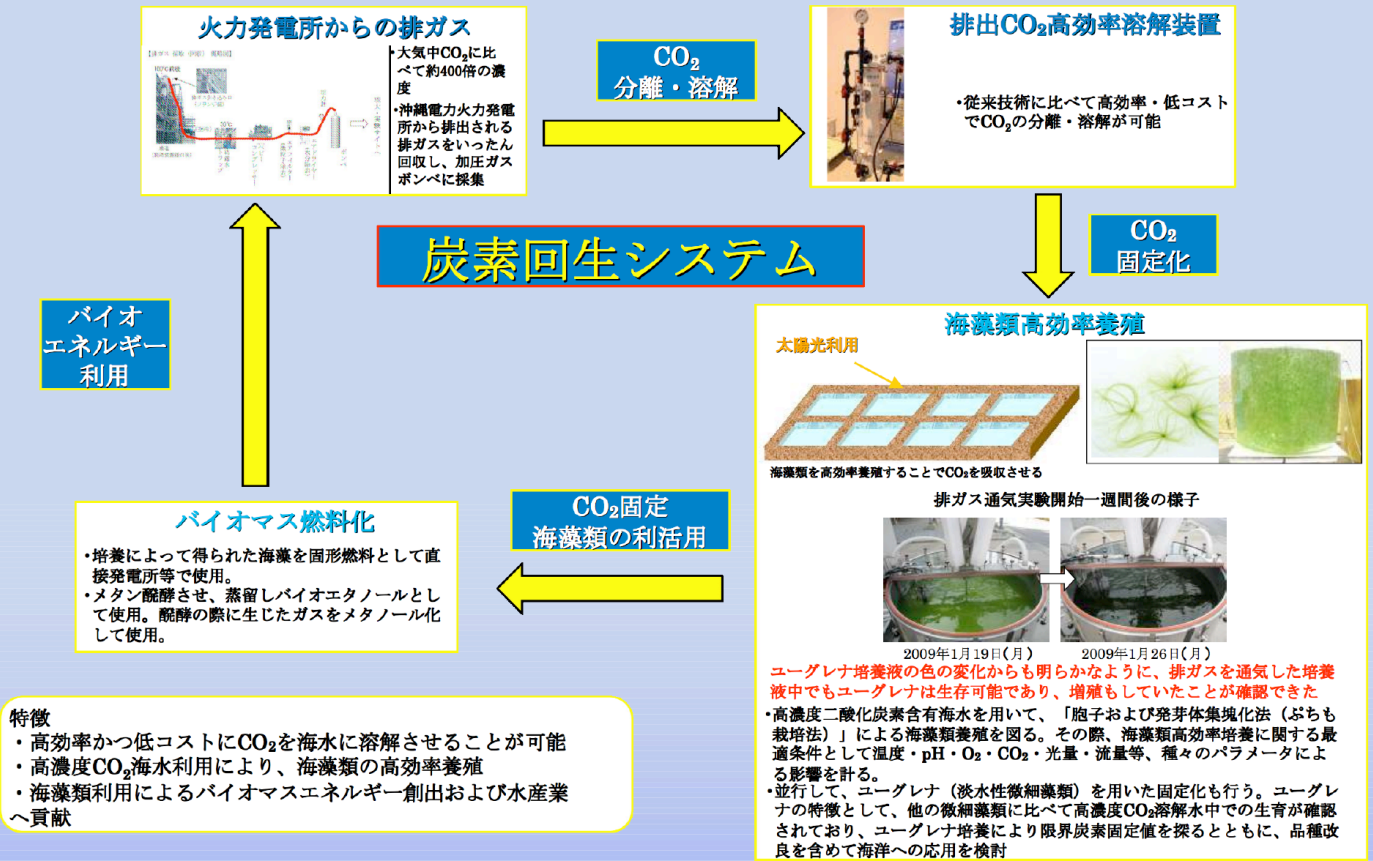 火力発電所からの排ガス
100℃前後
・大気中CO₂に比
べて約400倍の濃
度
・沖縄電力火力発電
所から排出される
排ガスをいったん
回収し、加圧ガス
ボンベに採集
CO₂
分離・溶解
排出CO₂高効率溶解装置
・従来技術に比べて高効率・低コスト
でCO₂の分離・溶解が可能
炭素回生システム
CO₂
固定化
バイオ
エネルギー
利用
海藻類高効率養殖
太陽光利用
海藻類を高効率養殖することでCO₂を吸収させる
排ガス通気実験開始一週間後の様子
2009年1月19日(月)
2009年1月26日(月)
ユーグレナ培養液の色の変化からも明らかなように、排ガスを通気した培養
液中でもユーグレナは生存可能であり、増殖もしていたことが確認できた
・高濃度二酸化炭素含有海水を用いて、「胞子および発芽体集塊化法（ぷちも
栽培法）」による海藻類養殖を図る。その際、海藻類高効率培養に関する最
適条件として温度・pH・O₂・CO₂・光量・流量等、種々のパラメータによ
る影響を計る。
・並行して、ユーグレナ（淡水性微細藻類）を用いた固定化も行う。ユーグレ
ナの特徴として、他の微細藻類に比べて高濃度CO₂溶解水中での生育が確認
されており、ユーグレナ培養により限界炭素固定値を探るとともに、品種改
良を含めて海洋への応用を検討
CO₂固定
海藻類の利活用
バイオマス燃料化
・培養によって得られた海藻を固形燃料として直
接発電所等で使用。
・メタン醗酵させ、蒸留しバイオエタノールとし
て使用。醗酵の際に生じたガスをメタノール化
して使用。
特徴
・高効率かつ低コストにCO₂を海水に溶解させることが可能
・高濃度CO₂海水利用により、海藻類の高効率養殖
・海藻類利用によるバイオマスエネルギー創出および水産業
へ貢献